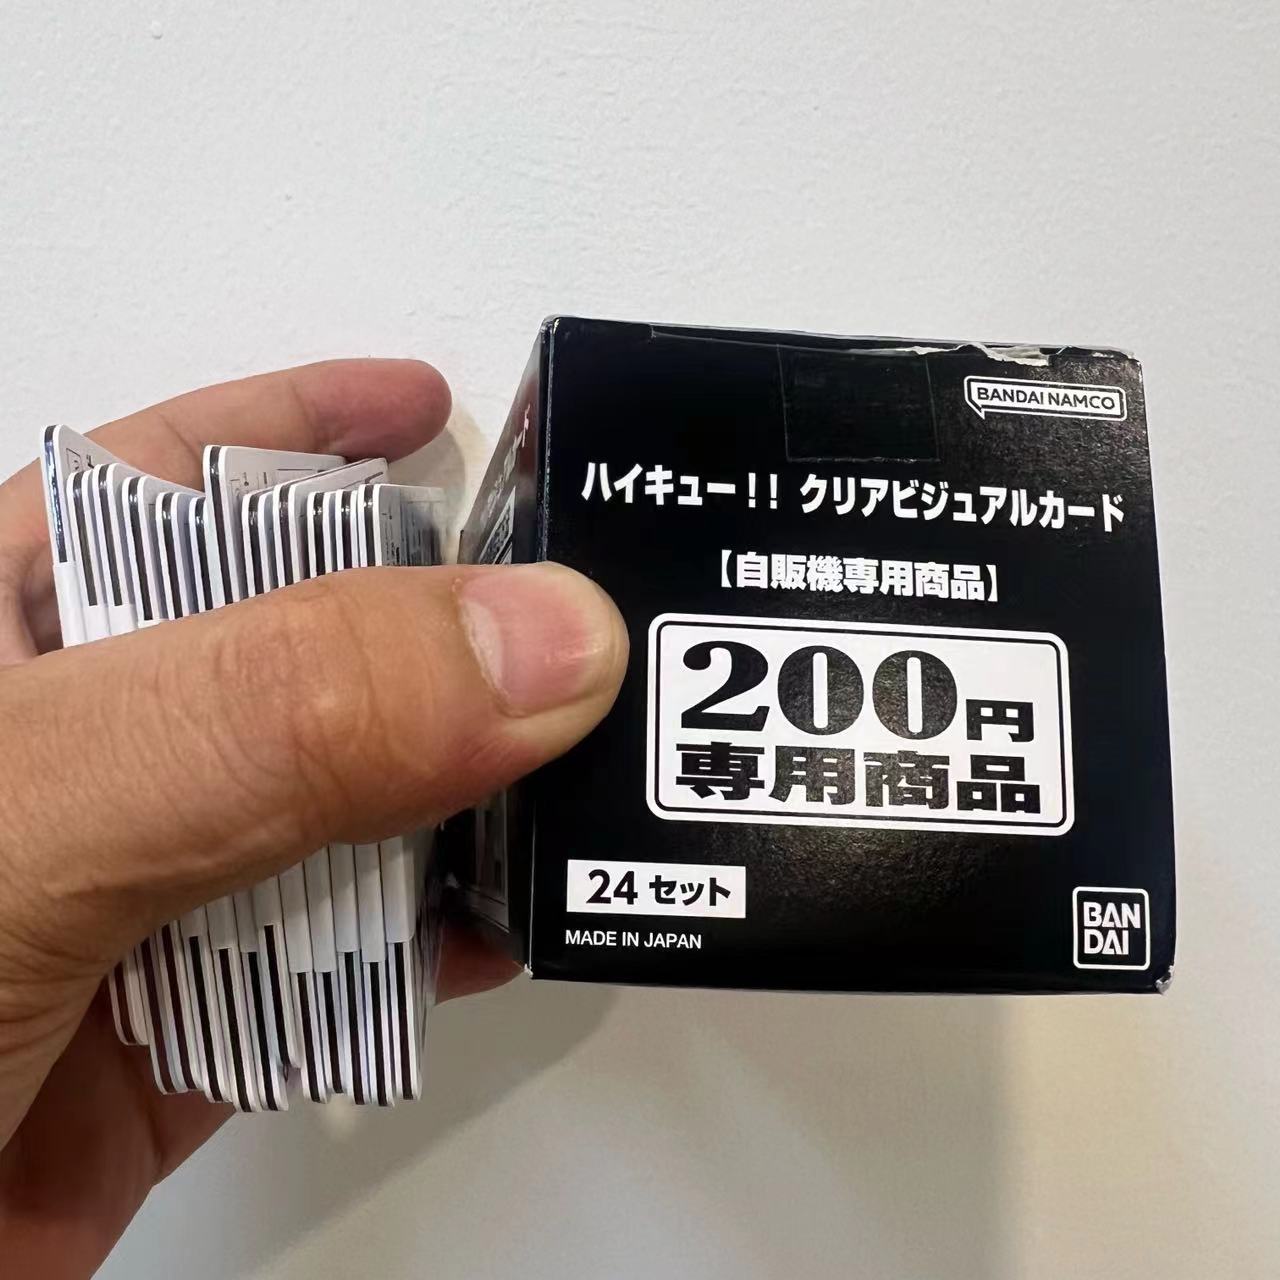 BANDAI NAMCO
ハイキュー!! クリアビジュアルカード
【自販機専用商品】
200円
専用商品
24 セット
MADE IN JAPAN
BAN
DAI